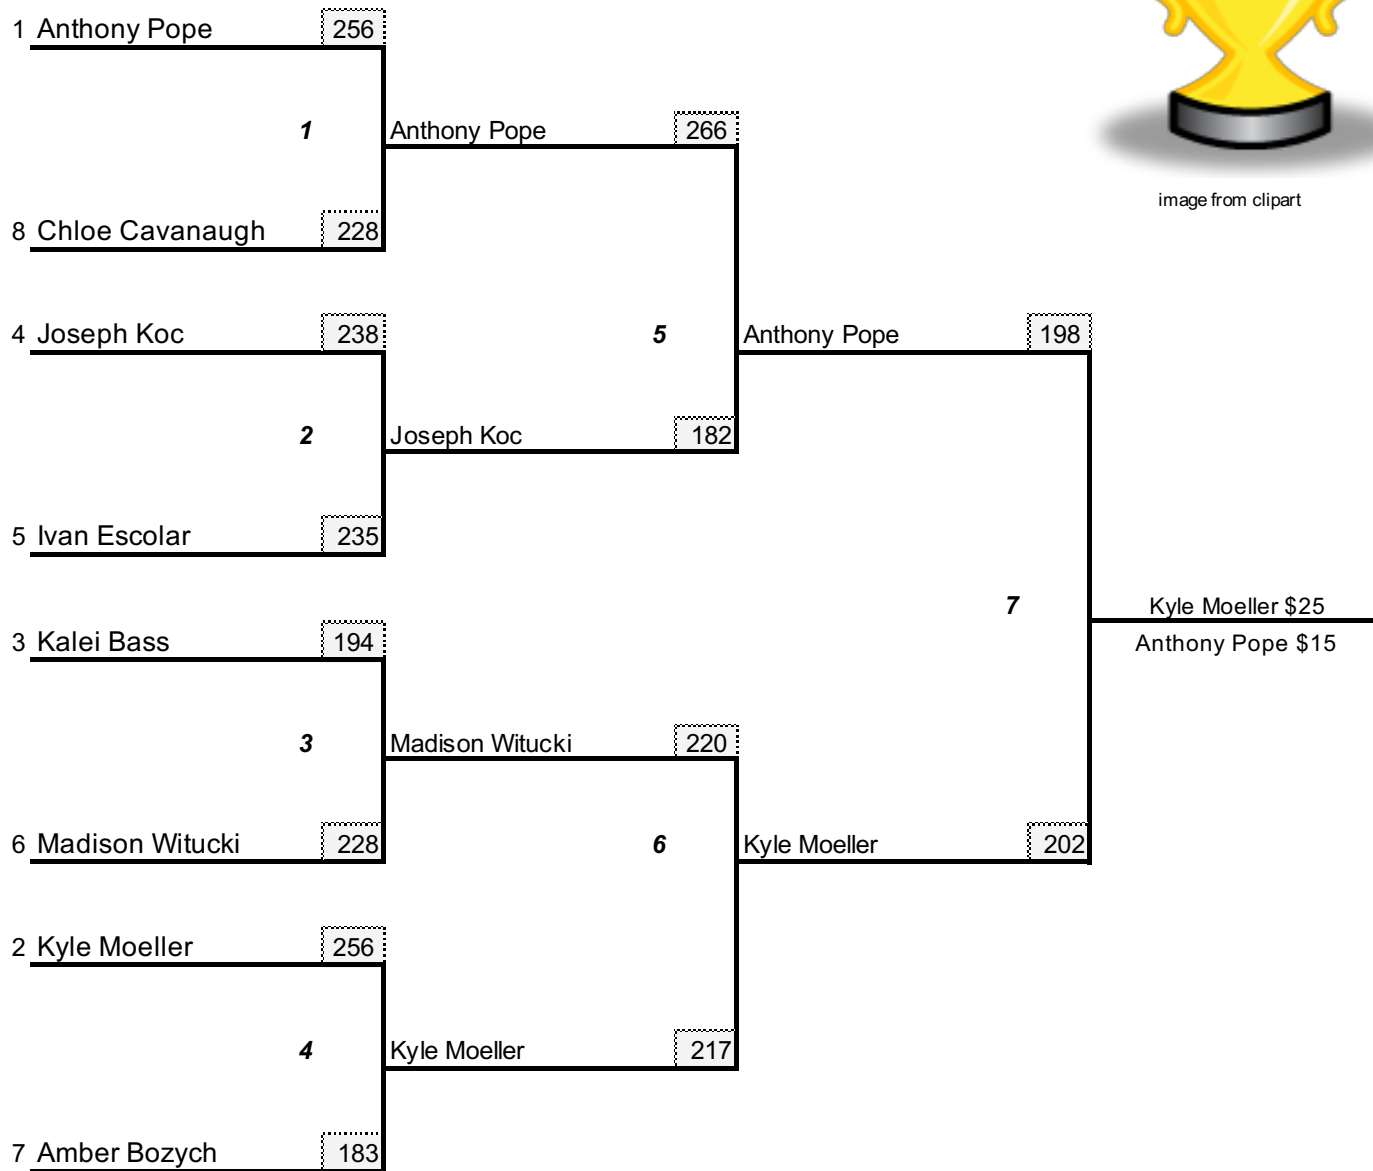 1 Anthony Pope 256
1 Anthony Pope 266
image from clipart
8 Chloe Cavanaugh 228
4 Joseph Koc 238
5 Anthony Pope 198
2 Joseph Koc 182
5 Ivan Escolar 235
7 Kyle Moeller $25
Anthony Pope $15
3 Kalei Bass 194
3 Madison Witucki 220
6 Madison Witucki 228
6 Kyle Moeller 202
2 Kyle Moeller 256
4 Kyle Moeller 217
7 Amber Bozych 183